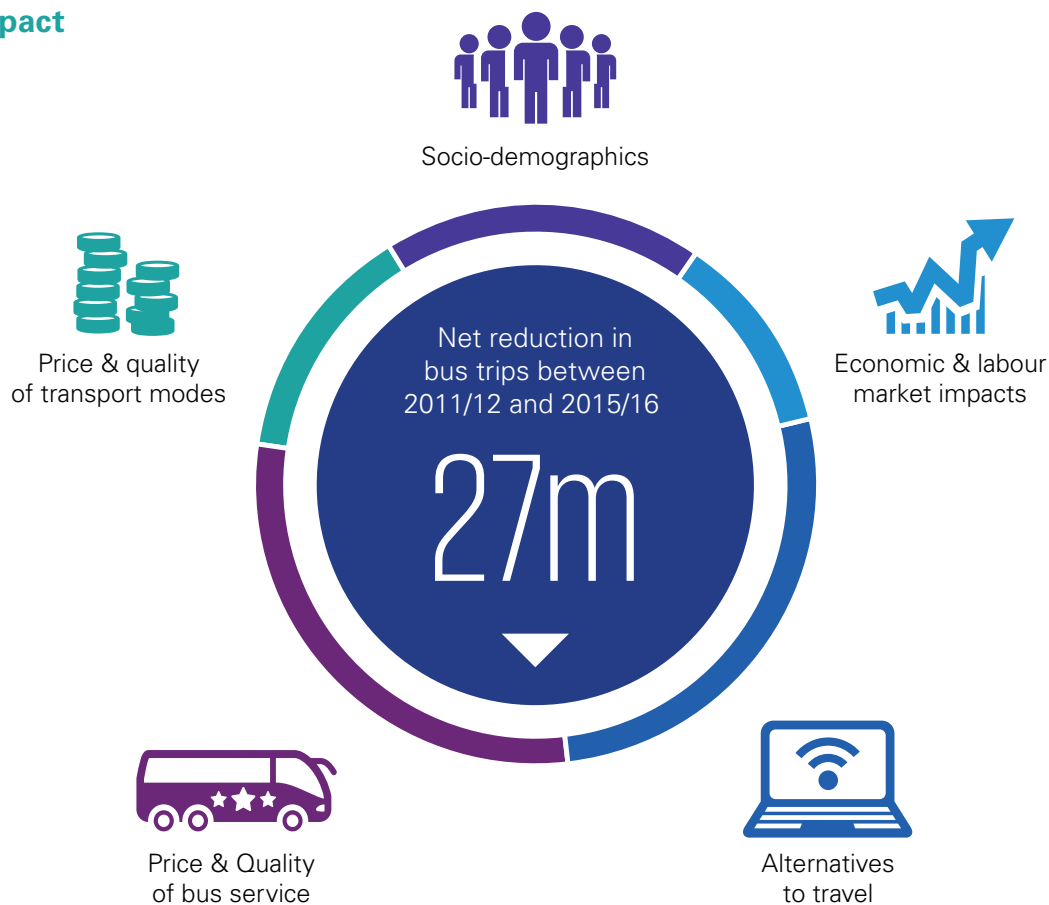 pact
Socio-demographics
Price & quality
of transport modes
Economic & labour
market impacts
Net reduction in
bus trips between
2011/12 and 2015/16
27m
Price & Quality
of bus service
Alternatives
to travel